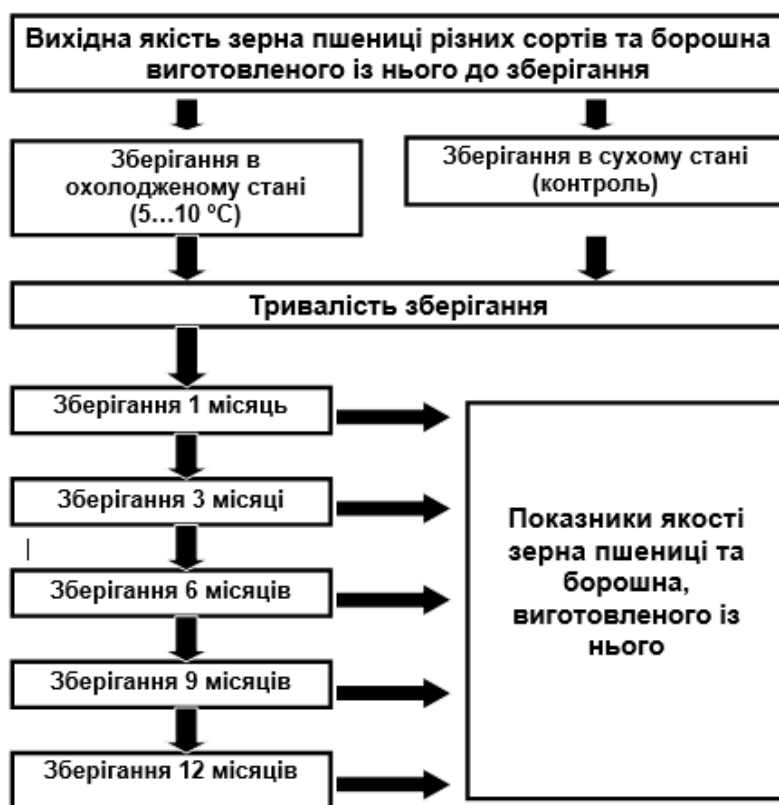 Вихідна якість зерна пшениці різних сортів та борошна
виготовленого із нього до зберігання
Зберігання в
охолодженому стані
(5…10 ºС)
Зберігання в сухому стані
(контроль)
Тривалість зберігання
Зберігання 1 місяць
Зберігання 3 місяці
Зберігання 6 місяців
Зберігання 9 місяців
Зберігання 12 місяців
Показники якості
зерна пшениці та
борошна,
виготовленого із
нього